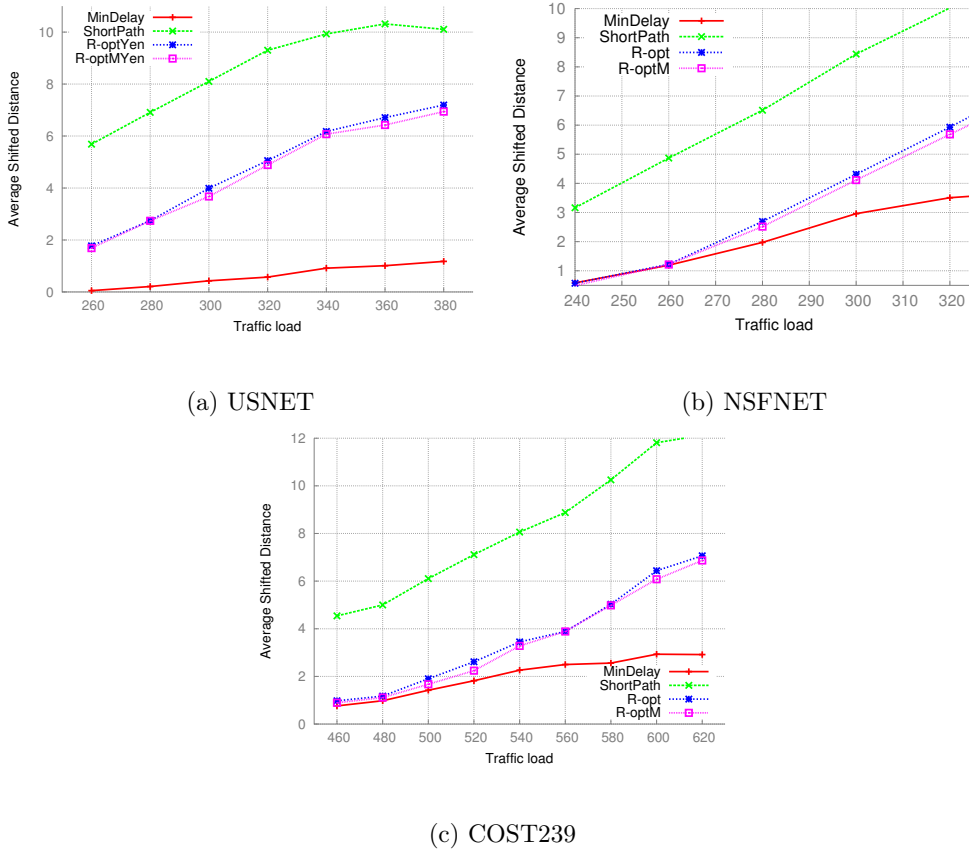 MinDelay
ShortPath
R-optYen
R-optMYen
Average Shifted Distance
10
8
6
4
2
0
260 280 300 320 340 360 380
Traffic load
(a) USNET
MinDelay
ShortPath
R-opt
R-optM
Average Shifted Distance
10
9
8
7
6
5
4
3
2
1
240 250 260 270 280 290 300 310 320
Traffic load
(b) NSFNET
Average Shifted Distance
12
10
8
6
4
2
0
MinDelay
ShortPath
R-opt
R-optM
460 480 500 520 540 560 580 600 620
Traffic load
(c) COST239